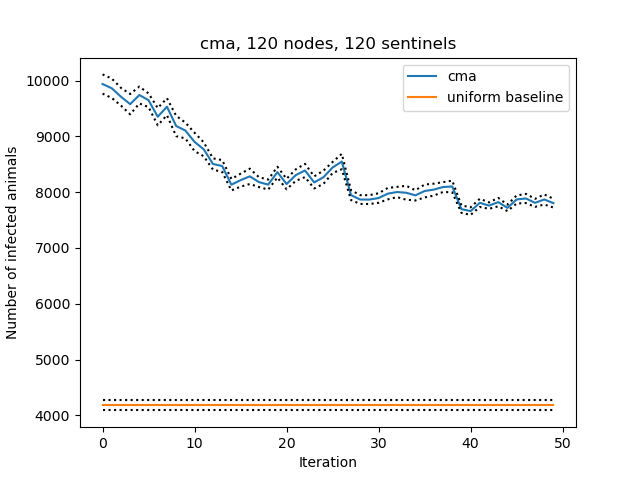 cma, 120 nodes, 120 sentinels
cma
uniform baseline
10000
9000
8000
7000
6000
5000
4000
Number of infected animals
0 10 20 30 40 50
Iteration